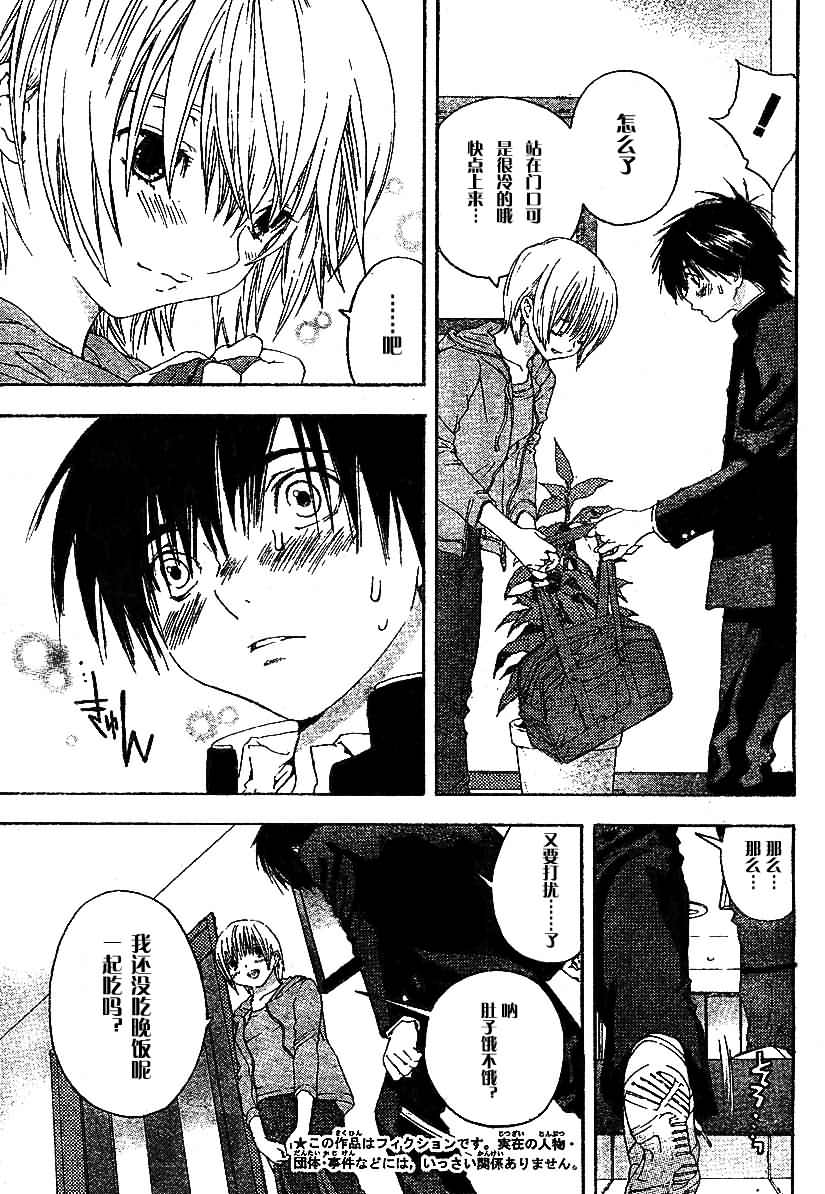 ！
怎么了
站在门口可
是很冷的哦
快点上来…
……吧
きゅん
那么…
那么…
又要打扰……了
呐
肚子饿不饿？
我还没吃晚饭呢
一起吃吗？
★この作品はフィクションです。実在の人物・
団体・事件などには、いっさい関係ありません。